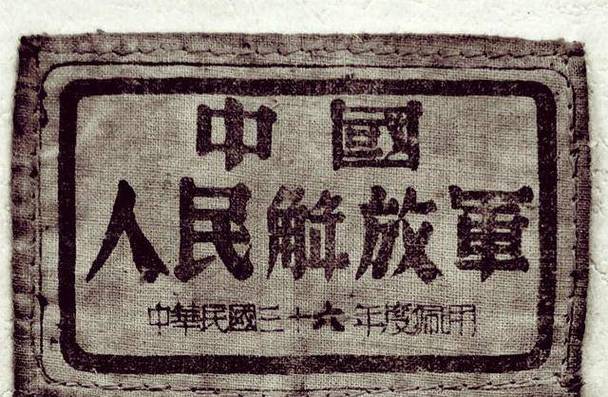 中國
人民解放軍
中華民國三十六年度佩用